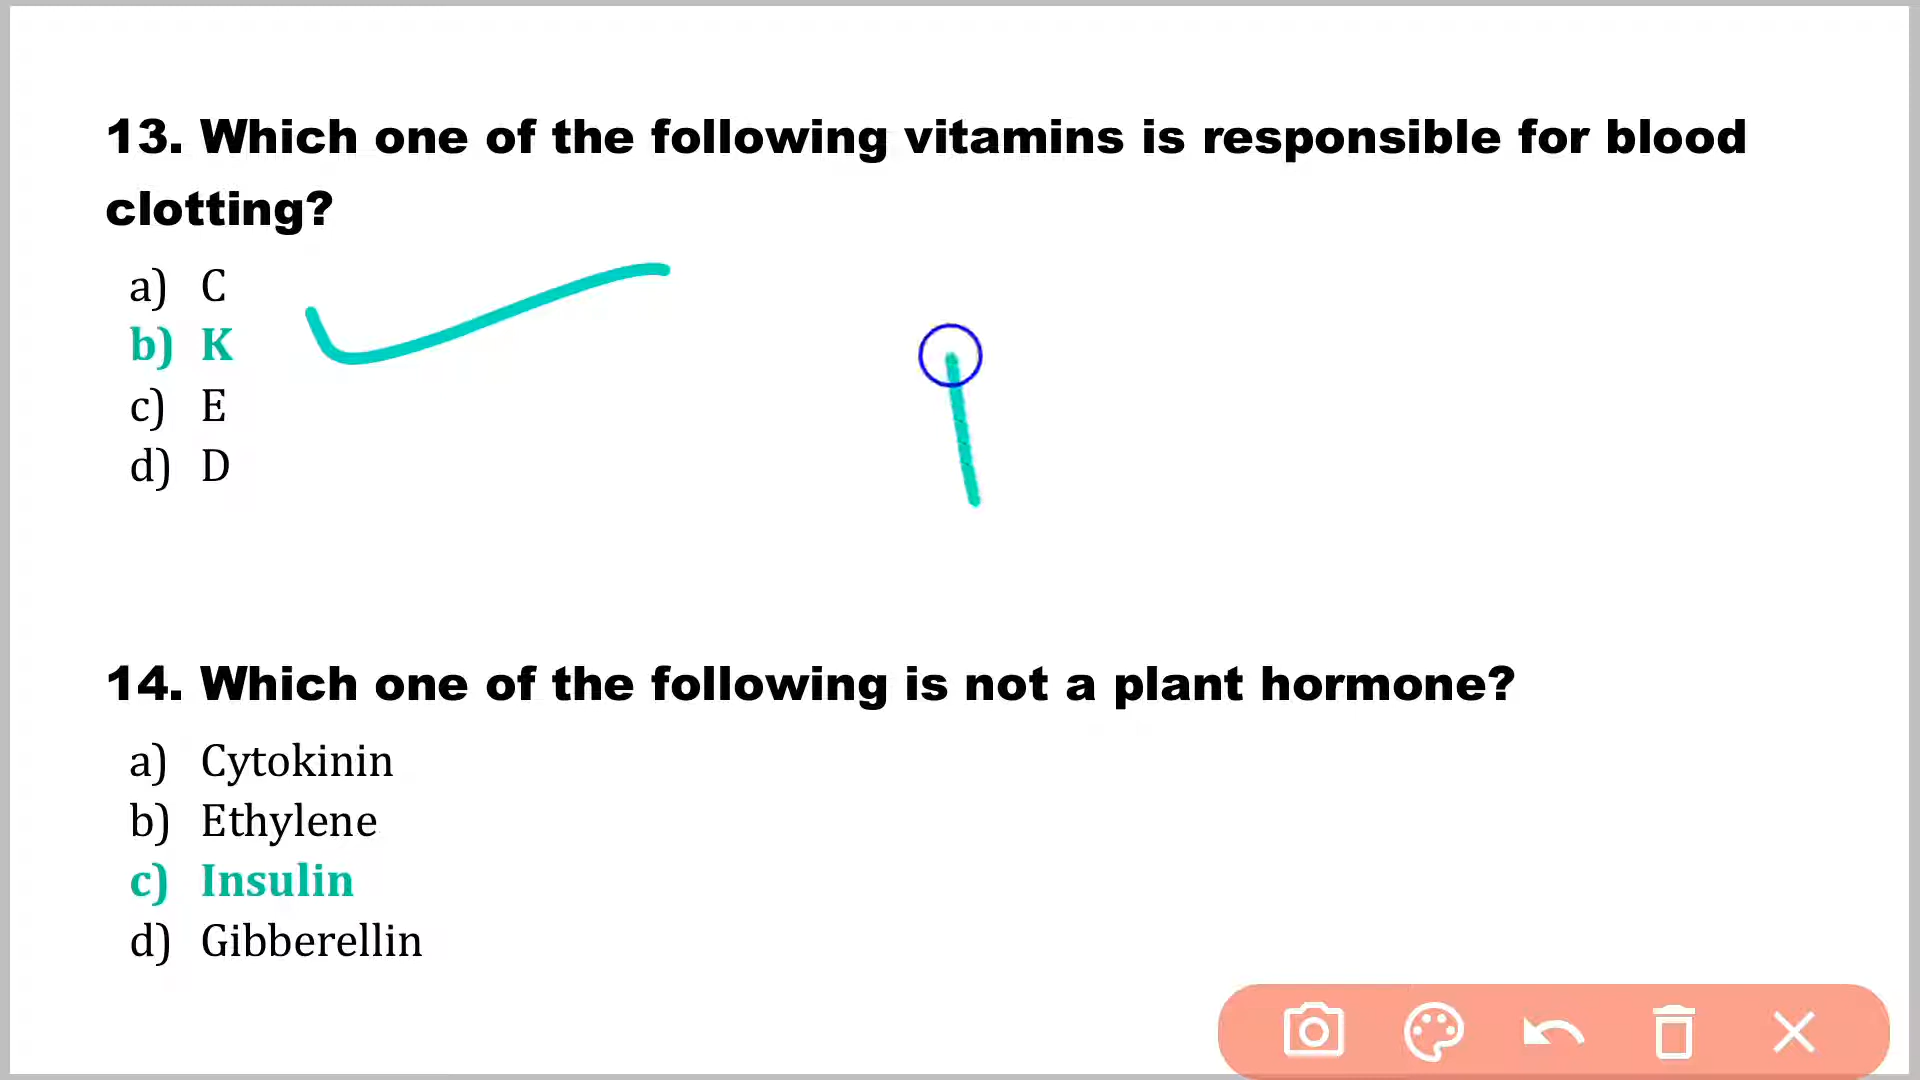 13. Which one of the following vitamins is responsible for blood
clotting?
a) C
b) K
c) E
d) D
14. Which one of the following is not a plant hormone?
a) Cytokinin
b) Ethylene
c) Insulin
d) Gibberellin